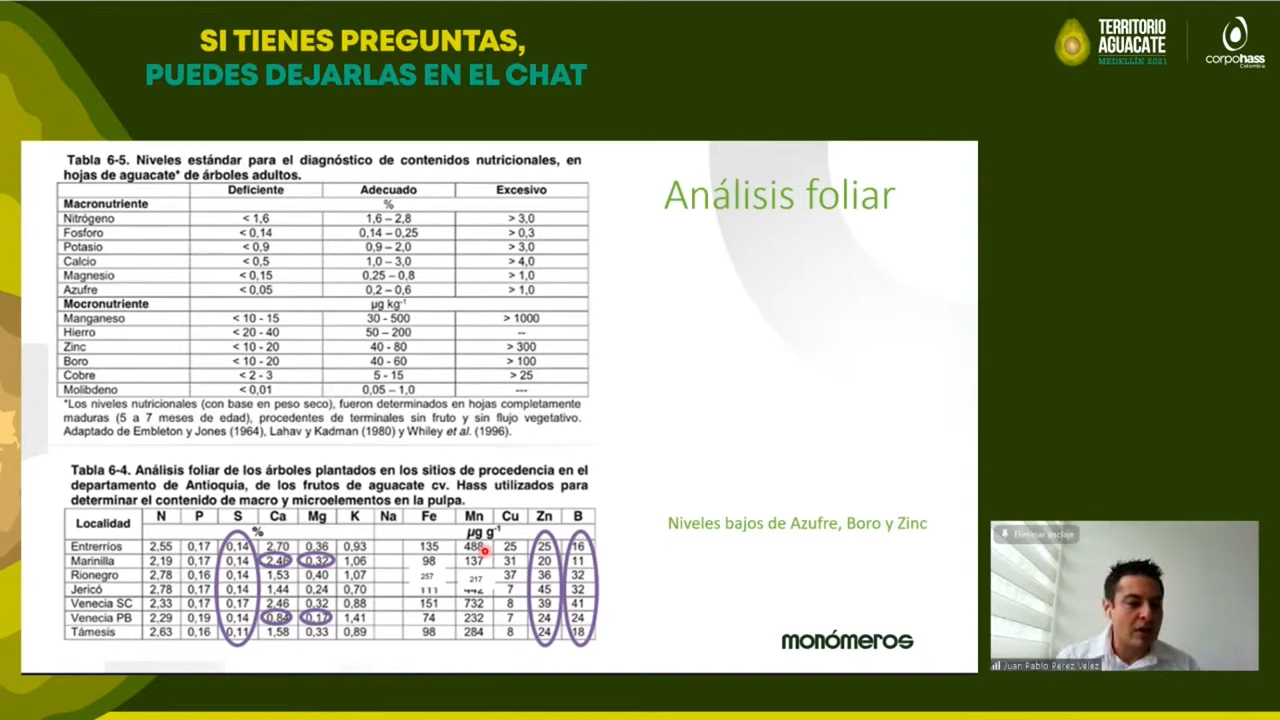 SI TIENES PREGUNTAS,
PUEDES DEJARLAS EN EL CHAT
TERRITORIO
AGUACATE
MEDELLÍN 2021
corpohass
Colombia
Tabla 6-5. Niveles estándar para el diagnóstico de contenidos nutricionales, en
hojas de aguacate* de árboles adultos.
Deficiente Adecuado Excesivo
Macronutriente %
Nitrógeno < 1,6 1,6 – 2,8 > 3,0
Fosforo < 0,14 0,14 – 0,25 > 0,3
Potasio < 0,9 0,9 – 2,0 > 3,0
Calcio < 0,5 1,0 – 3,0 > 4,0
Magnesio < 0,15 0,25 – 0,8 > 1,0
Azufre < 0,05 0,2 – 0,6 > 1,0
Mocronutriente µg kg-1
Manganeso < 10 - 15 30 - 500 > 1000
Hierro < 20 - 40 50 – 200 --
Zinc < 10 - 20 40 - 80 > 300
Boro < 10 - 20 40 - 60 > 100
Cobre < 2 - 3 5 - 15 > 25
Molibdeno < 0,01 0,05 – 1,0 ---
*Los niveles nutricionales (con base en peso seco), fueron determinados en hojas completamente
maduras (5 a 7 meses de edad), procedentes de terminales sin fruto y sin flujo vegetativo.
Adaptado de Embleton y Jones (1964), Lahav y Kadman (1980) y Whiley et al. (1996).
Tabla 6-4. Análisis foliar de los árboles plantados en los sitios de procedencia en el
departamento de Antioquia, de los frutos de aguacate cv. Hass utilizados para
determinar el contenido de macro y microelementos en la pulpa.
Localidad N P S Ca Mg K Na Fe Mn Cu Zn B
% µg g-1
Entrerríos 2,55 0,17 0,14 2,70 0,36 0,93 135 488 25 25 16
Marinilla 2,19 0,17 0,14 2,46 0,32 1,06 98 137 31 20 11
Rionegro 2,78 0,16 0,14 1,53 0,40 1,07 257 217 37 36 32
Jericó 2,78 0,17 0,14 1,44 0,24 0,70 111 7 45 32
Venecia SC 2,33 0,17 0,17 2,46 0,32 0,88 151 732 8 39 41
Venecia PB 2,29 0,19 0,14 0,84 0,17 1,41 74 232 7 24 24
Támesis 2,63 0,16 0,11 1,58 0,33 0,89 98 284 8 24 18
Análisis foliar
Niveles bajos de Azufre, Boro y Zinc
monómeros
Eliminar anclaje
Juan Pablo Perez Velez